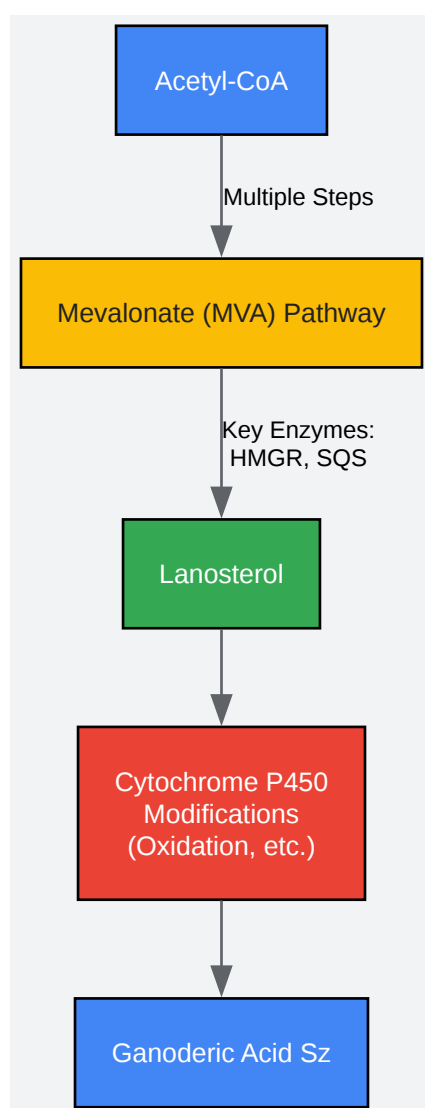 Acetyl-CoA
Multiple Steps
Mevalonate (MVA) Pathway
Key Enzymes:
HMGR, SQS
Lanosterol
Cytochrome P450
Modifications
(Oxidation, etc.)
Ganoderic Acid Sz